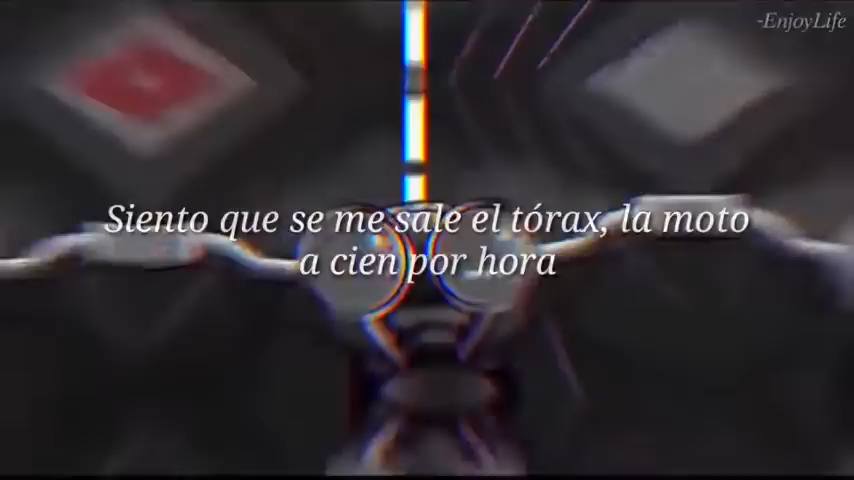 -EnjoyLife
Siento que se me sale el tórax, la moto
a cien por hora